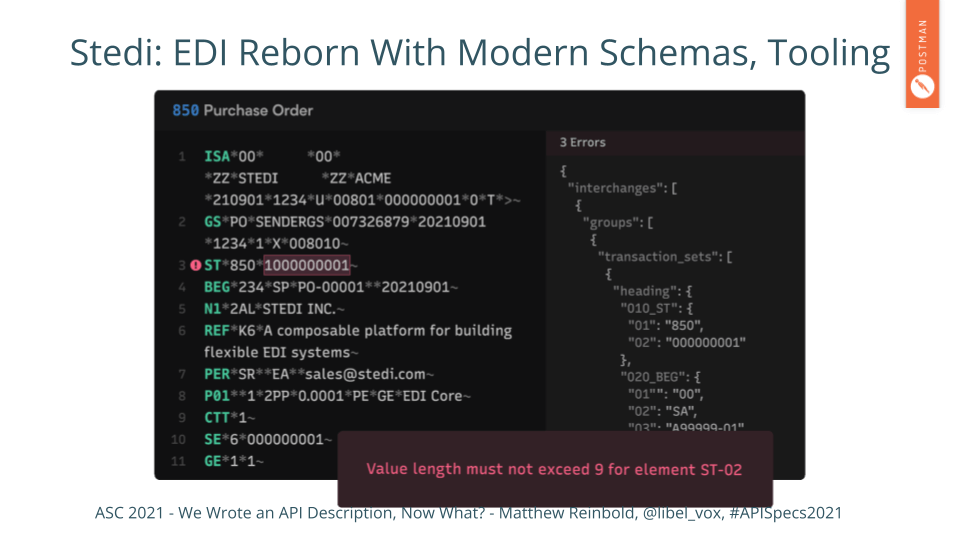 Stedi: EDI Reborn With Modern Schemas, Tooling
POSTMAN
850 Purchase Order
1 ISA*00*      *00*
*ZZ*STEDI      *ZZ*ACME
*210901*1234*U*00801*000000001*0*T*>~
2 GS*PO*SENDERGS*007326879*20210901
*1234*1*X*008010~
3 ST*850*1000000001~
4 BEG*234*SP*PO-00001**20210901~
5 N1*2AL*STEDI INC.~
6 REF*K6*A composable platform for building
flexible EDI systems~
7 PER*SR**EA**sales@stedi.com~
8 P01**1*2PP*0.0001*PE*GE*EDI Core~
9 CTT*1~
10 SE*6*000000001~
11 GE*1*1~
3 Errors
{
"interchanges": [
{
"groups": [
{
"transaction_sets": [
{
"heading": {
"010_ST": {
"01": "850",
"02": "000000001"
},
"020_BEG": {
"01"": "00",
"02": "SA",
"03": "A99999-01"
Value length must not exceed 9 for element ST-02
ASC 2021 - We Wrote an API Description, Now What? - Matthew Reinbold, @libel_vox, #APISpecs2021